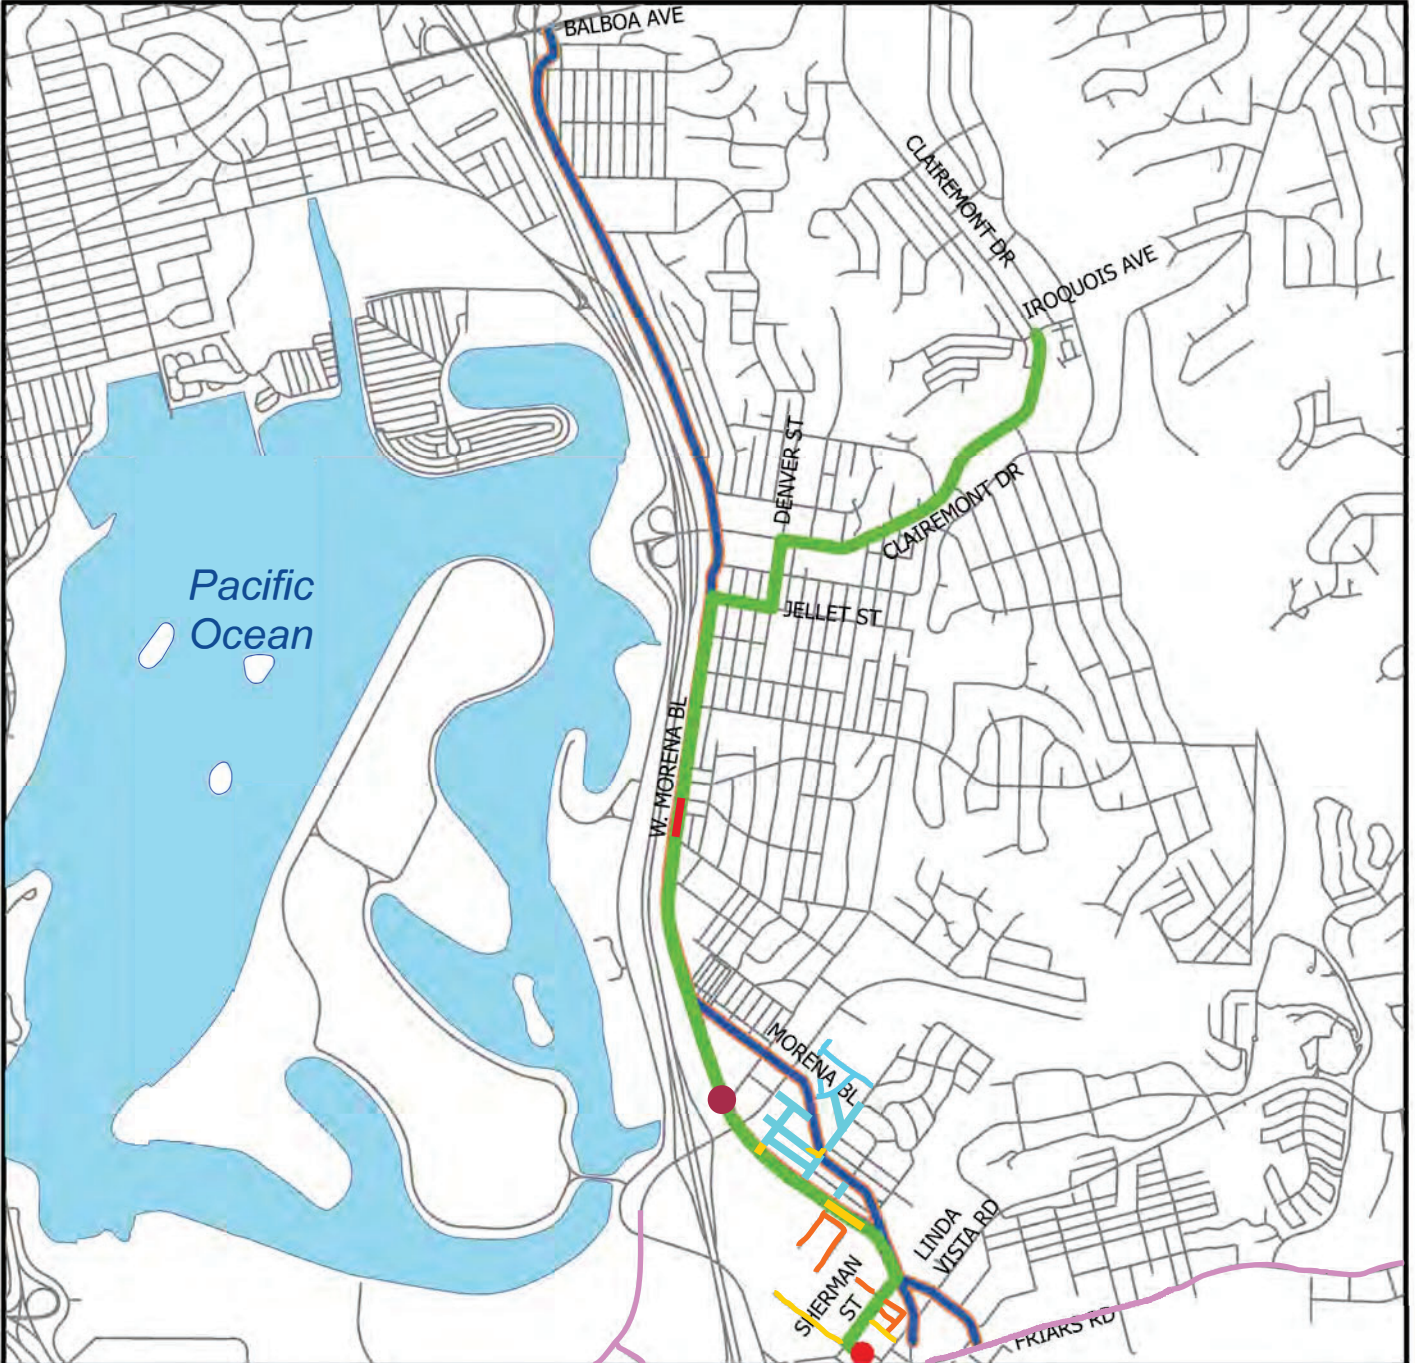 BALBOA AVE
CLAIREMONT DR
IROQUOIS AVE
DENVER ST
CLAIREMONT DR
Pacific
Ocean
JELLET ST
W. MORENA BL
MORENA BL
LINDA
VISTA RD
SHERMAN
ST
FRIARS RD